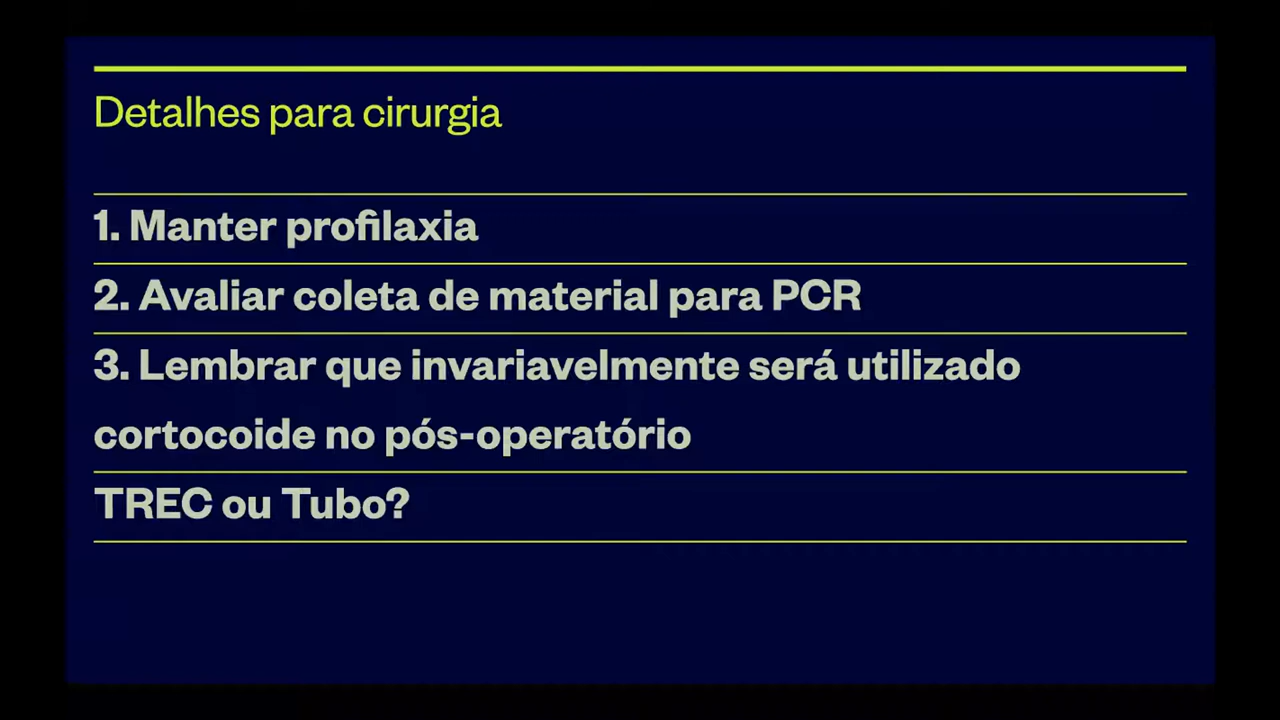 Detalhes para cirurgia
1. Manter profilaxia
2. Avaliar coleta de material para PCR
3. Lembrar que invariavelmente será utilizado
cortocoide no pós-operatório
TREC ou Tubo?